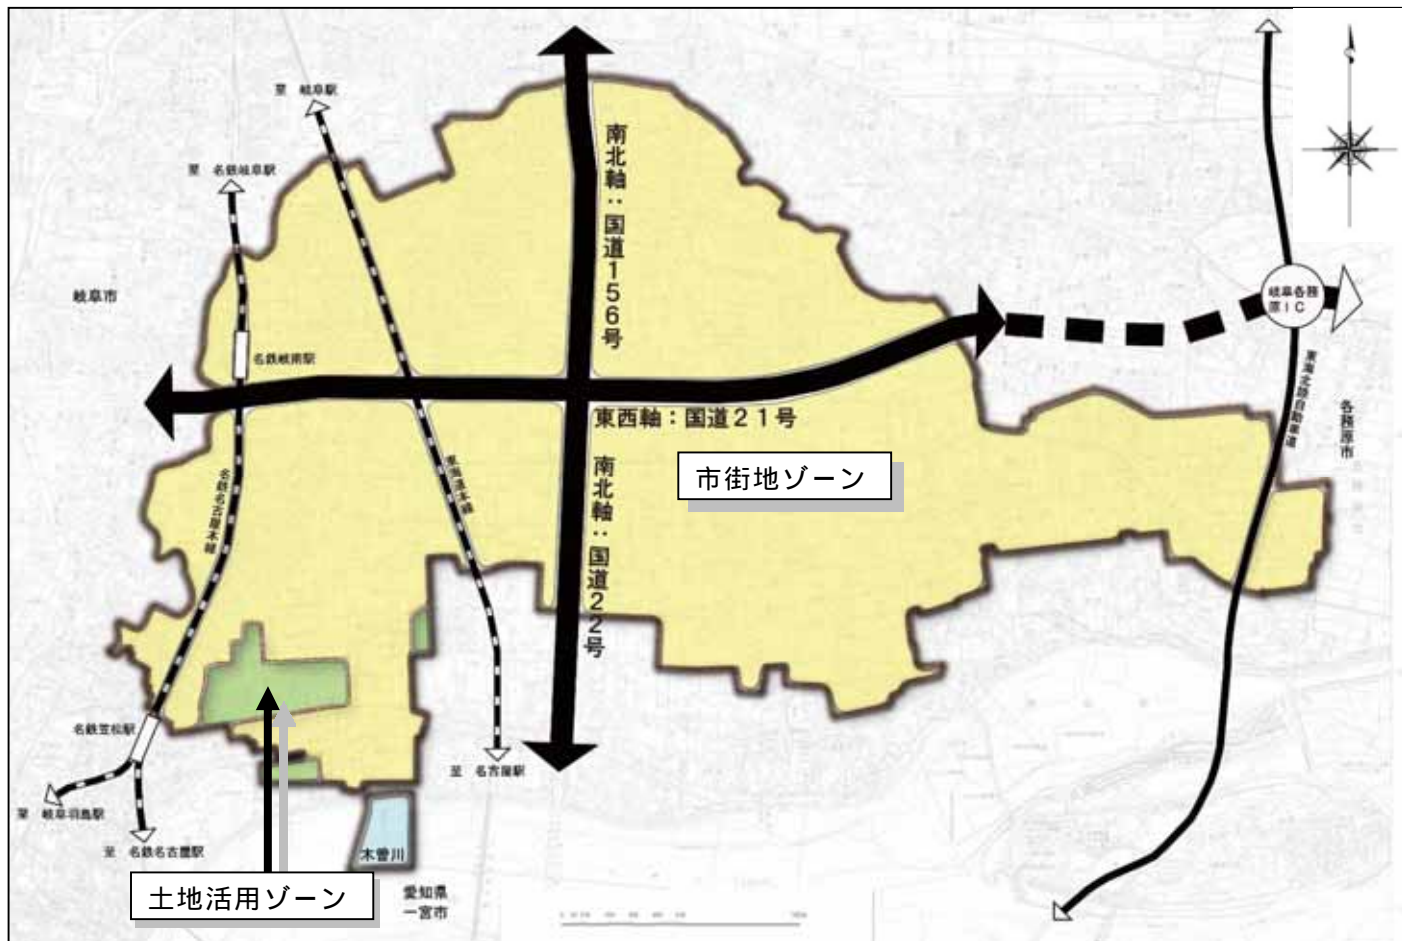 至 岐阜駅
至 名鉄岐阜駅
南北軸：国道156号
岐阜市
岐阜各務
原IC
名鉄岐南駅
東海北陸自動車道
各務原市
東西軸：国道21号
市街地ゾーン
名鉄名古屋本線
東海道本線
南北軸：国道22号
名鉄笠松駅
至 名古屋駅
至 岐阜羽島駅
至 名鉄名古屋駅
木曽川
土地活用ゾーン
愛知県
一宮市